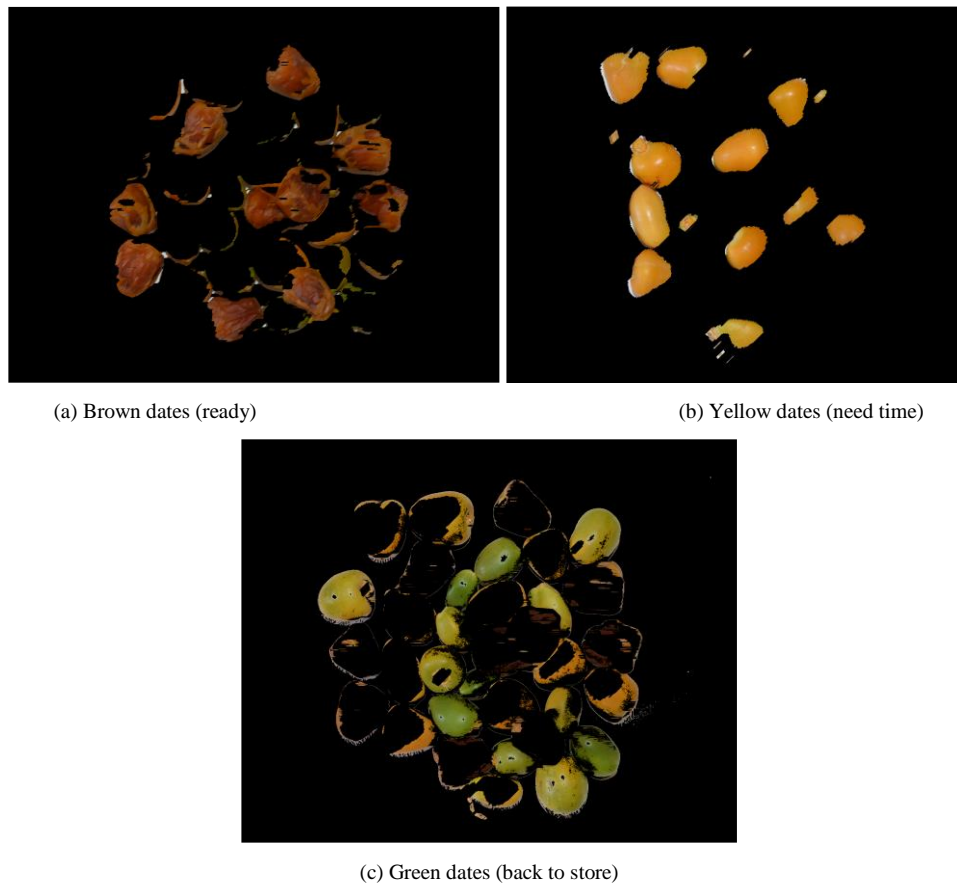 (a) Brown dates (ready)
(b) Yellow dates (need time)
(c) Green dates (back to store)